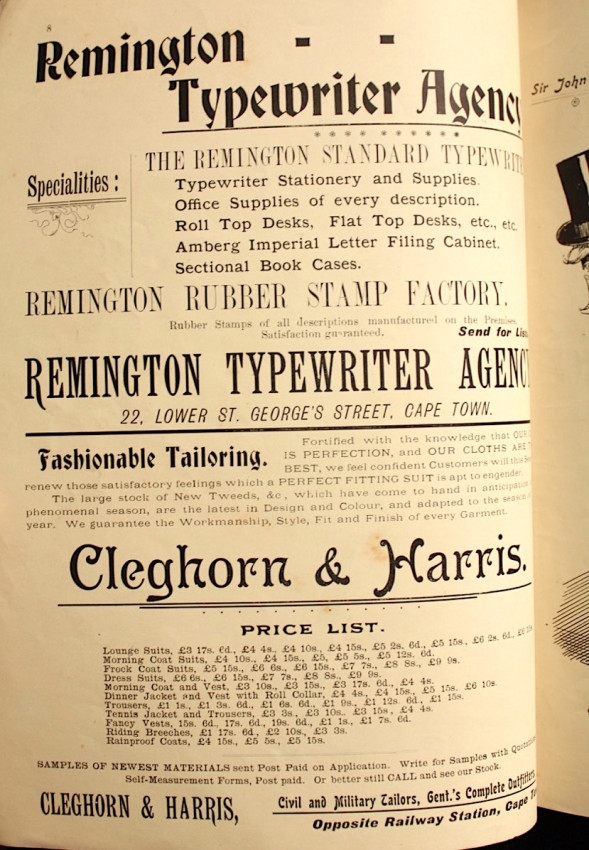 8
Remington - -
Typewriter Agency
Sir John
Specialities :
THE REMINGTON STANDARD TYPEWRITE
Typewriter Stationery and Supplies.
Office Supplies of every description.
Roll Top Desks, Flat Top Desks, etc., etc.
Amberg Imperial Letter Filing Cabinet.
Sectional Book Cases.
REMINGTON RUBBER STAMP FACTORY.
Rubber Stamps of all descriptions manufactured on the Premises.
Satisfaction guaranteed. Send for
REMINGTON TYPEWRITER AGENC
22, LOWER ST. GEORGE'S STREET, CAPE TOWN.
Fashionable Tailoring.
Fortified with the knowledge that OUR
IS PERFECTION, and OUR CLOTHS ARE
BEST, we feel confident Customers will this
renew those satisfactory feelings which a PERFECT FITTING SUIT is apt to engender.
The large stock of New Tweeds, &c, which have come to hand in anticipation
phenomenal season, are the latest in Design and Colour, and adapted to the season
year. We guarantee the Workmanship, Style, Fit and Finish of every Garment.
Cleghorn & Harris.
PRICE LIST.
Lounge Suits, £3 17s. 6d., £4 4s., £4 10s., £4 15s., £5 2s. 6d., £5 15s., £6 2s. 6d.,
Morning Coat Suits, £4 10s., £4 15s., £5, £5 5s., £5 12s. 6d.
Frock Coat Suits, £5 15s., £6 6s., £6 15s., £7 7s., £8 8s., £9 9s.
Dress Suits, £6 6s., £6 15s., £7 7s., £8 8s., £9 9s.
Morning Coat and Vest, £3 10s., £3 15s., £3 17s. 6d., £4 4s.
Dinner Jacket and Vest with Roll Collar, £4 4s., £4 15s., £5 15s. £6 10s.
Trousers, £1 1s., £1 3s. 6d., £1 6s. 6d., £1 9s., £1 12s. 6d., £1 15s.
Tennis Jacket and Trousers, £3 3s., £3 10s., £3 15s., £4 4s.
Fancy Vests, 15s. 6d., 17s. 6d., 19s. 6d., £1 1s., £1 7s. 6d.
Riding Breeches, £1 17s. 6d., £2 10s., £3 3s.
Rainproof Coats, £4 15s., £5 5s., £5 15s.
SAMPLES OF NEWEST MATERIALS sent Post Paid on Application. Write for Samples with
Self-Measurement Forms, Post paid. Or better still CALL and see our Stock.
CLEGHORN & HARRIS,
Civil and Military Tailors, Gent.'s Complete Outfitters,
Opposite Railway Station, Cape